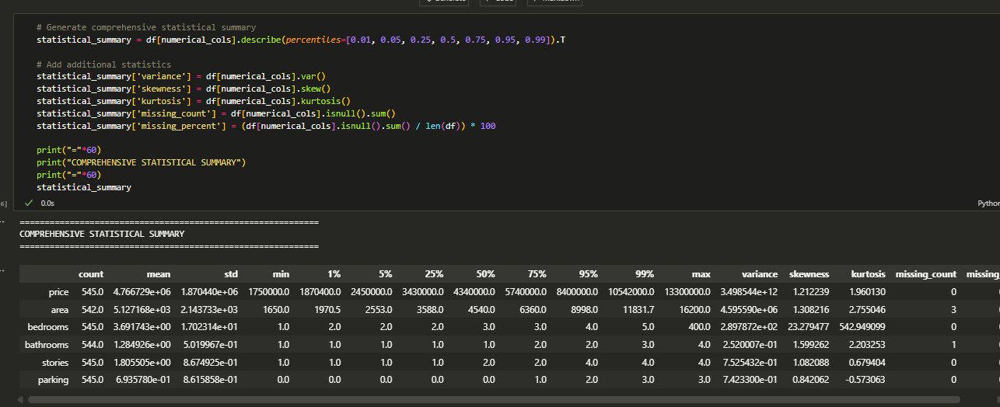 # Generate comprehensive statistical summary
statistical_summary = df[numerical_cols].describe(percentiles=[0.01, 0.05, 0.25, 0.5, 0.75, 0.95, 0.99]).T
# Add additional statistics
statistical_summary['variance'] = df[numerical_cols].var()
statistical_summary['skewness'] = df[numerical_cols].skew()
statistical_summary['kurtosis'] = df[numerical_cols].kurtosis()
statistical_summary['missing_count'] = df[numerical_cols].isnull().sum()
statistical_summary['missing_percent'] = (df[numerical_cols].isnull().sum() / len(df)) * 100
print("="*60)
print("COMPREHENSIVE STATISTICAL SUMMARY")
print("="*60)
statistical_summary
6] 0.0s Python
============================================================
COMPREHENSIVE STATISTICAL SUMMARY
============================================================
count mean std min 1% 5% 25% 50% 75% 95% 99% max variance skewness kurtosis missing_count missing_
price 545.0 4.766729e+06 1.870440e+06 1750000.0 1870400.0 2450000.0 3430000.0 4340000.0 5740000.0 8400000.0 10542000.0 13300000.0 3.498544e+12 1.212239 1.960130 0
area 542.0 5.127168e+03 2.143733e+03 1650.0 1970.5 2553.0 3588.0 4540.0 6360.0 8998.0 11831.7 16200.0 4.595590e+06 1.308216 2.755046 3
bedrooms 545.0 3.691743e+00 1.702314e+01 1.0 2.0 2.0 2.0 3.0 3.0 4.0 5.0 400.0 2.897872e+02 23.279477 542.949099 0
bathrooms 544.0 1.284926e+00 5.019967e-01 1.0 1.0 1.0 1.0 1.0 2.0 2.0 3.0 4.0 2.520007e-01 1.599262 2.203253 1
stories 545.0 1.805505e+00 8.674925e-01 1.0 1.0 1.0 1.0 2.0 2.0 4.0 4.0 4.0 7.525432e-01 1.082088 0.679404 0
parking 545.0 6.935780e-01 8.615858e-01 0.0 0.0 0.0 0.0 0.0 1.0 2.0 3.0 3.0 7.423300e-01 0.842062 -0.573063 0